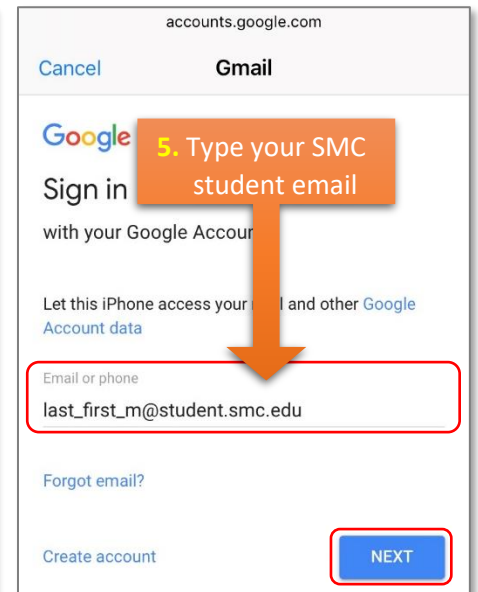 accounts.google.com
Cancel
Gmail
Google
5. Type your SMC
student email
Sign in
with your Google Accoun
Let this iPhone access your and other Google
Account data
Email or phone
last_first_m@student.smc.edu
Forgot email?
Create account
NEXT